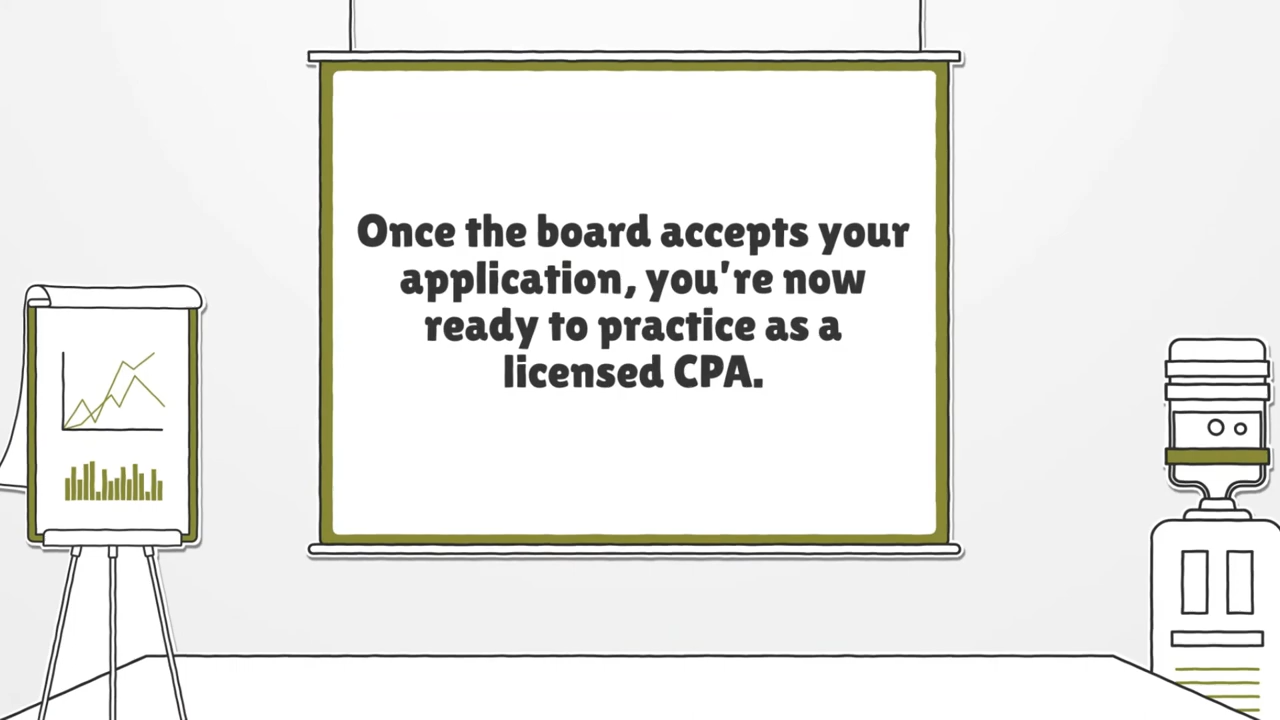 Once the board accepts your
application, you're now
ready to practice as a
licensed CPA.